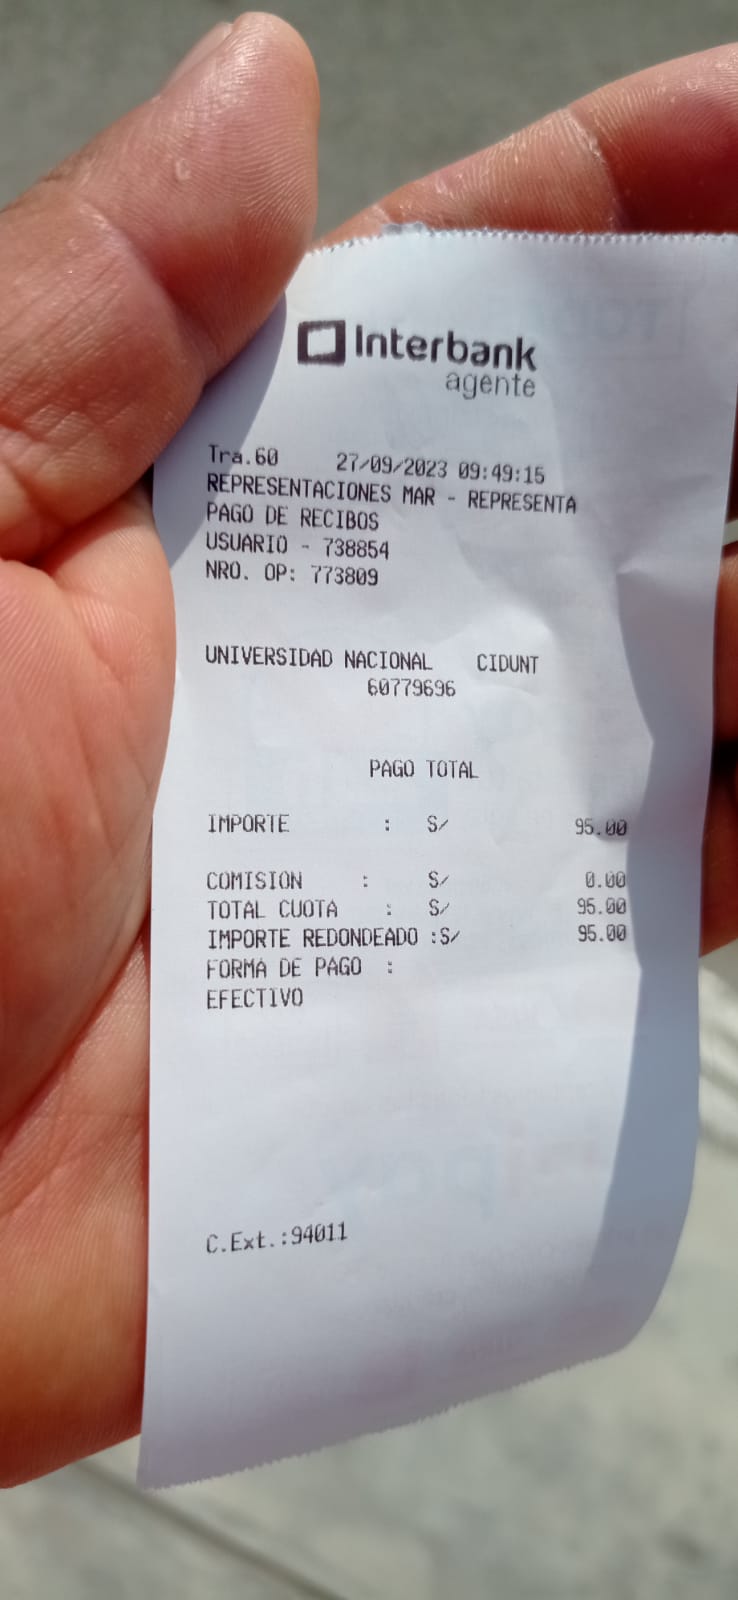 Interbank
agente
Tra.60 27/09/2023 09:49:15
REPRESENTACIONES MAR - REPRESENTA
PAGO DE RECIBOS
USUARIO - 738854
NRO. OP: 773809
UNIVERSIDAD NACIONAL CIDUNT
60779696
PAGO TOTAL
IMPORTE : S/ 95.00
COMISION : S/ 0.00
TOTAL CUOTA : S/ 95.00
IMPORTE REDONDEADO :S/ 95.00
FORMA DE PAGO :
EFECTIVO
C.Ext.:94011